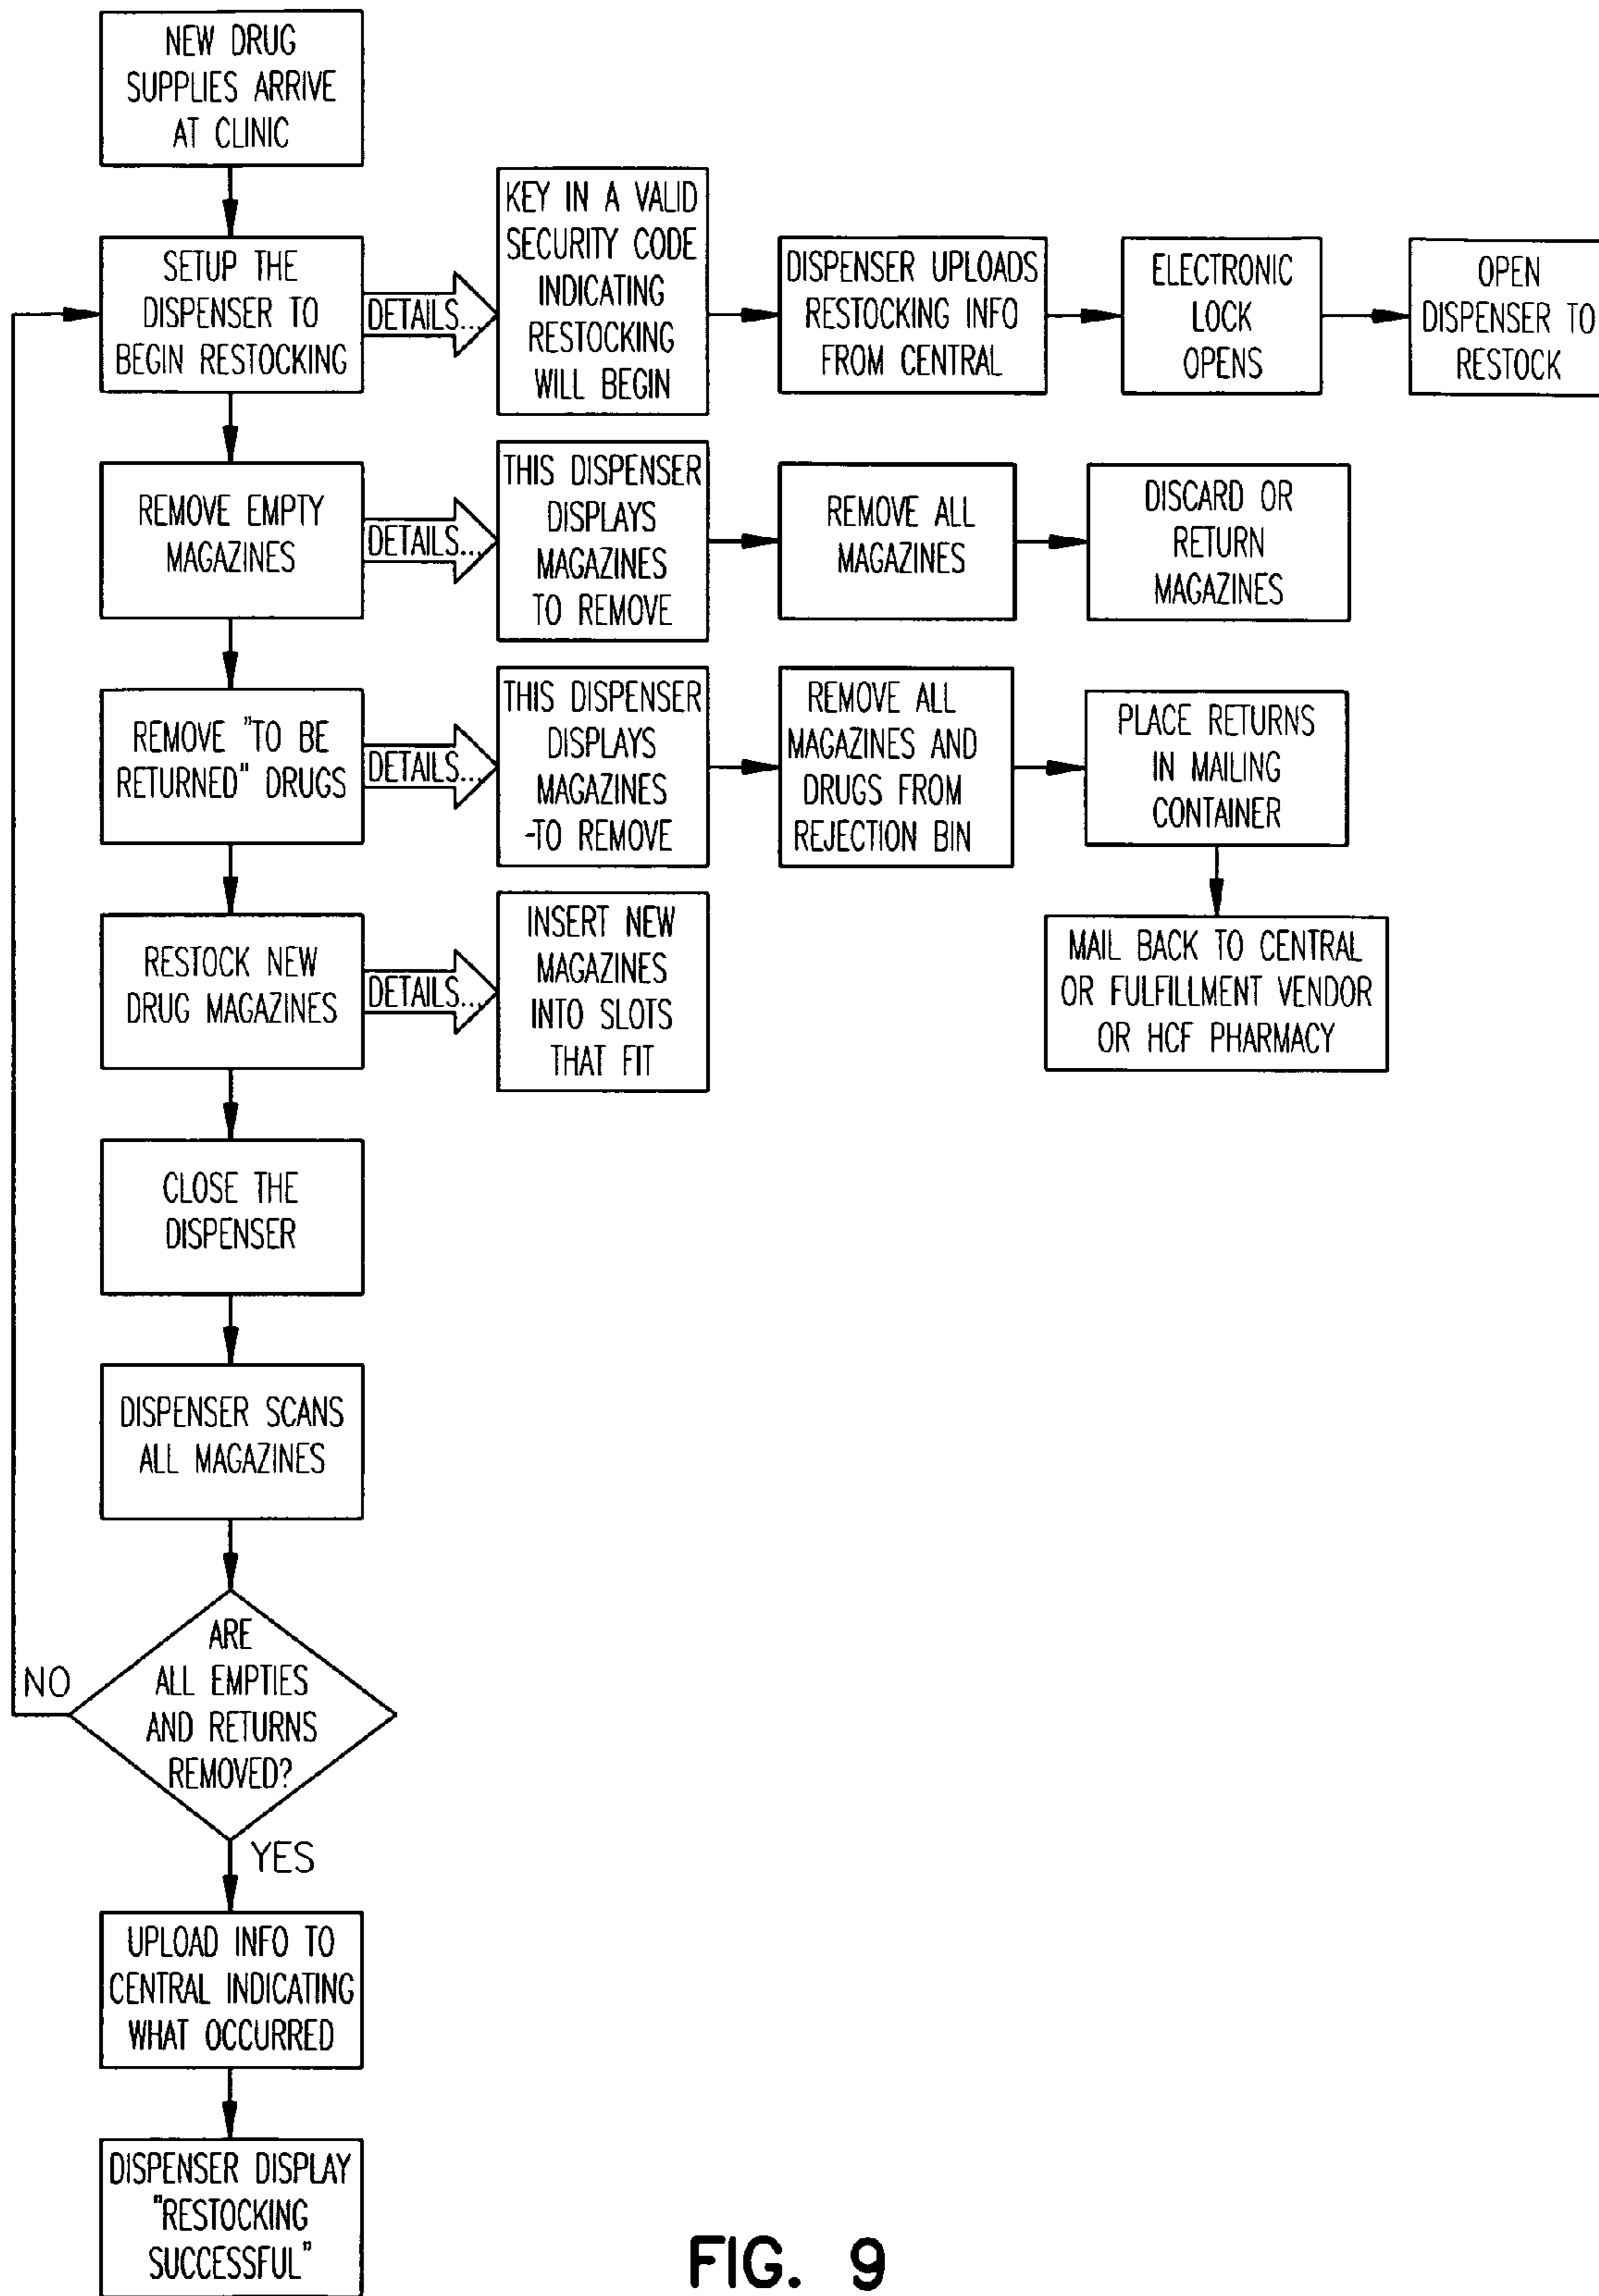 NEW DRUG
SUPPLIES ARRIVE
AT CLINIC
SETUP THE
DISPENSER TO
BEGIN RESTOCKING
DETAILS...
KEY IN A VALID
SECURITY CODE
INDICATING
RESTOCKING
WILL BEGIN
DISPENSER UPLOADS
RESTOCKING INFO
FROM CENTRAL
ELECTRONIC
LOCK
OPENS
OPEN
DISPENSER TO
RESTOCK
REMOVE EMPTY
MAGAZINES
DETAILS...
THIS DISPENSER
DISPLAYS
MAGAZINES
TO REMOVE
REMOVE ALL
MAGAZINES
DISCARD OR
RETURN
MAGAZINES
REMOVE "TO BE
RETURNED" DRUGS
DETAILS...
THIS DISPENSER
DISPLAYS
MAGAZINES
-TO REMOVE
REMOVE ALL
MAGAZINES AND
DRUGS FROM
REJECTION BIN
PLACE RETURNS
IN MAILING
CONTAINER
MAIL BACK TO CENTRAL
OR FULFILLMENT VENDOR
OR HCF PHARMACY
RESTOCK NEW
DRUG MAGAZINES
DETAILS...
INSERT NEW
MAGAZINES
INTO SLOTS
THAT FIT
CLOSE THE
DISPENSER
DISPENSER SCANS
ALL MAGAZINES
ARE
ALL EMPTIES
AND RETURNS
REMOVED?
NO
YES
UPLOAD INFO TO
CENTRAL INDICATING
WHAT OCCURRED
DISPENSER DISPLAY
"RESTOCKING
SUCCESSFUL"
FIG. 9